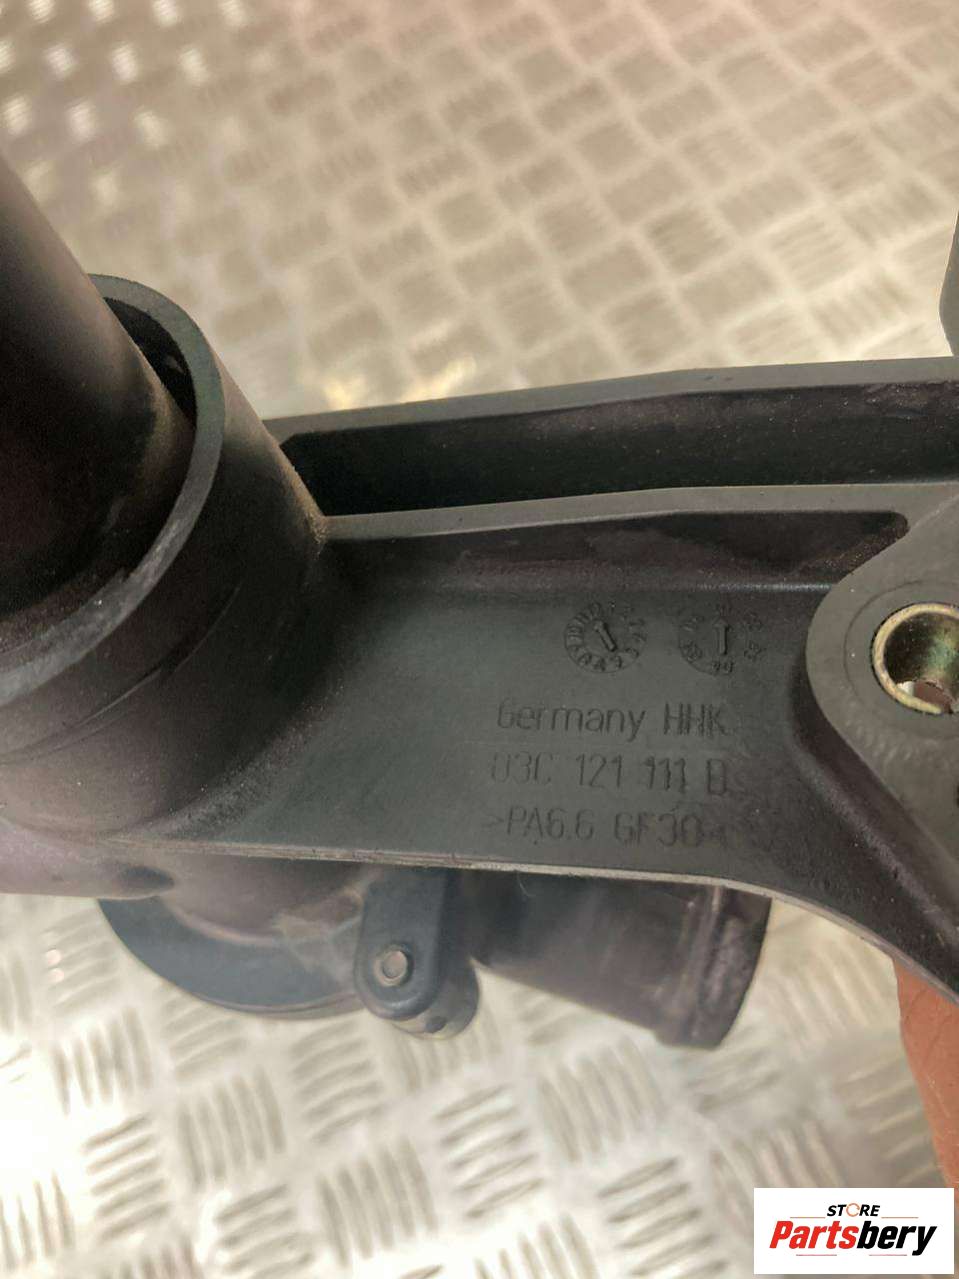 Germany HHK
03C 121 111 B
>PA6.6 GF30<
STORE
Partsbery